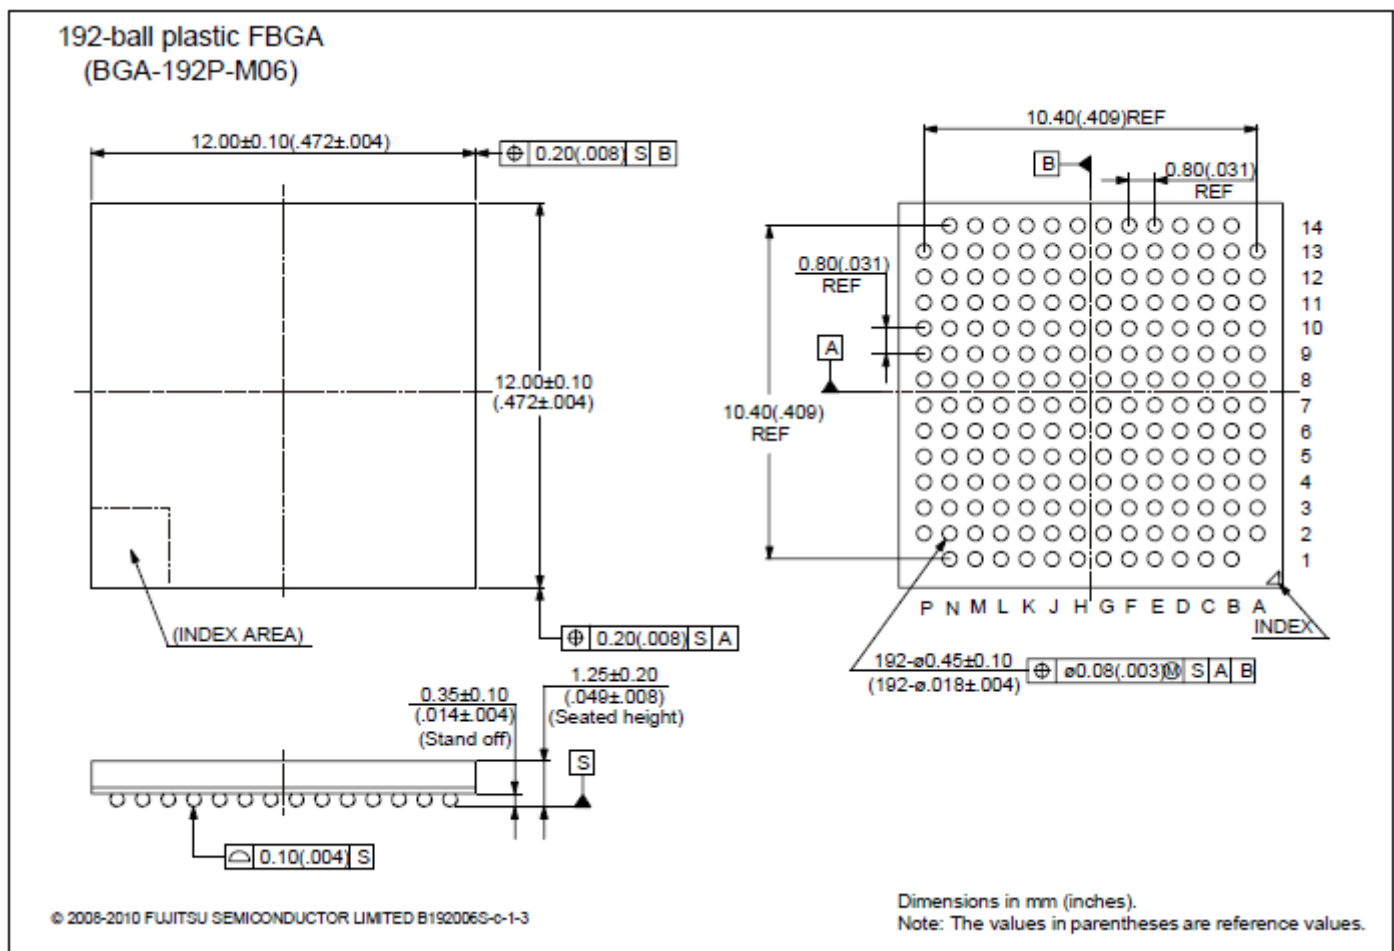 192-ball plastic FBGA
(BGA-192P-M06)
12.00±0.10(.472±.004)
⌖ 0.20(.008) S B
12.00±0.10
(.472±.004)
(INDEX AREA)
⌖ 0.20(.008) S A
10.40(.409)REF
B
0.80(.031)
REF
0.80(.031)
REF
A
10.40(.409)
REF
14
13
12
11
10
9
8
7
6
5
4
3
2
1
P N M L K J H G F E D C B A
INDEX
192-ø0.45±0.10
(192-ø.018±.004)
⌖ ø0.08(.003)Ⓜ S A B
1.25±0.20
(.049±.008)
(Seated height)
0.35±0.10
(.014±.004)
(Stand off)
S
⌓ 0.10(.004) S
© 2008-2010 FUJITSU SEMICONDUCTOR LIMITED B192006S-c-1-3
Dimensions in mm (inches).
Note: The values in parentheses are reference values.